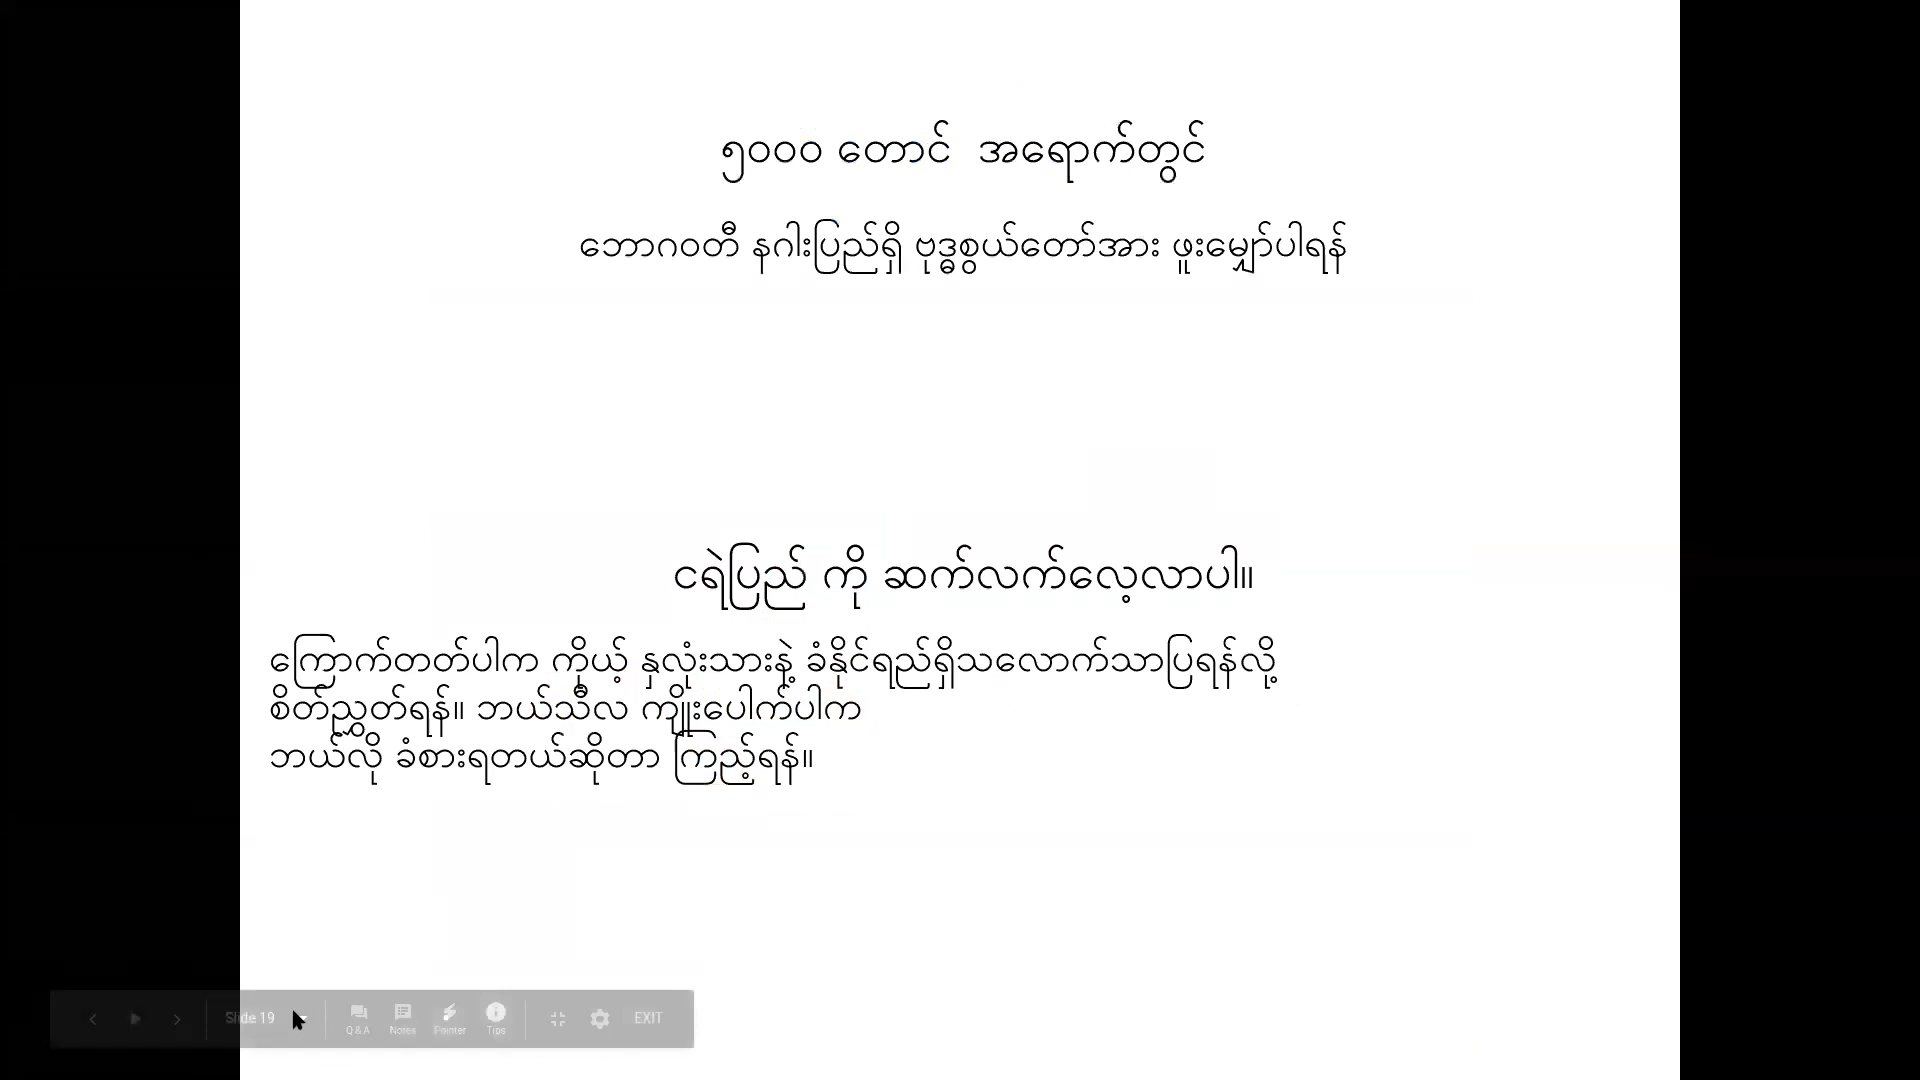 ၅၀၀၀ တောင် အရောက်တွင်
ဘောဂဝတီ နဂါးပြည်ရှိ ဗုဒ္ဓစွယ်တော်အား ဖူးမျှော်ပါရန်
ငရဲပြည် ကို ဆက်လက်လေ့လာပါ။
ကြောက်တတ်ပါက ကိုယ့် နှလုံးသားနဲ့ ခံနိုင်ရည်ရှိသလောက်သာပြရန်လို့
စိတ်ညွှတ်ရန်။ ဘယ်သီလ ကျိုးပေါက်ပါက
ဘယ်လို ခံစားရတယ်ဆိုတာ ကြည့်ရန်။
Slide 19 Q & A Notes Pointer Tips EXIT